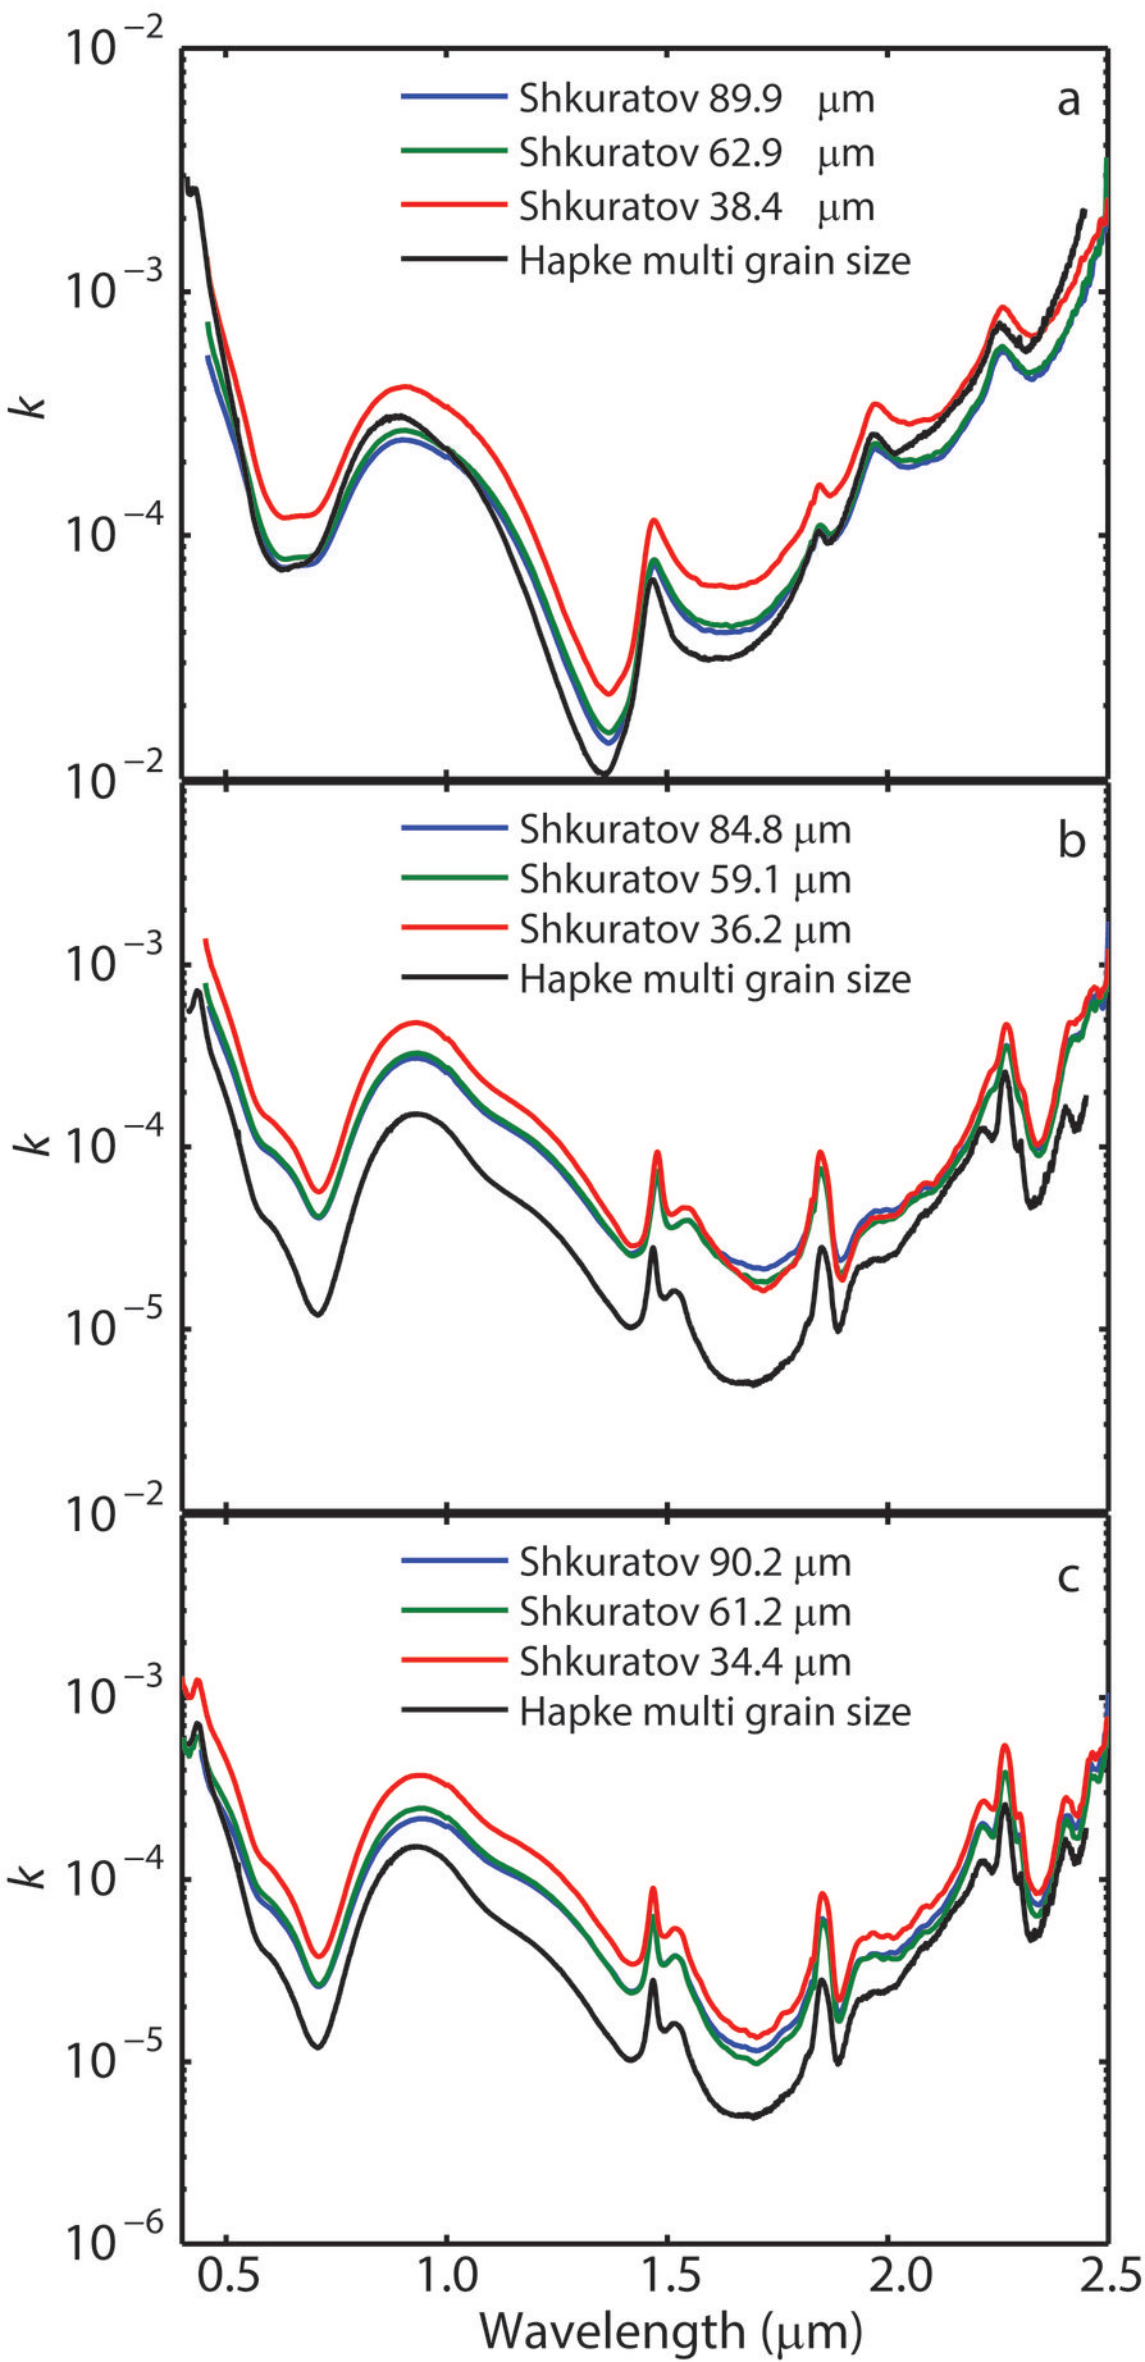 10⁻²
Shkuratov 89.9 μm
a
Shkuratov 62.9 μm
Shkuratov 38.4 μm
Hapke multi grain size
10⁻³
k
10⁻⁴
10⁻²
Shkuratov 84.8 μm
b
Shkuratov 59.1 μm
Shkuratov 36.2 μm
10⁻³
Hapke multi grain size
k
10⁻⁴
10⁻⁵
10⁻²
Shkuratov 90.2 μm
c
Shkuratov 61.2 μm
Shkuratov 34.4 μm
10⁻³
Hapke multi grain size
k
10⁻⁴
10⁻⁵
10⁻⁶
0.5 1.0 1.5 2.0 2.5
Wavelength (μm)